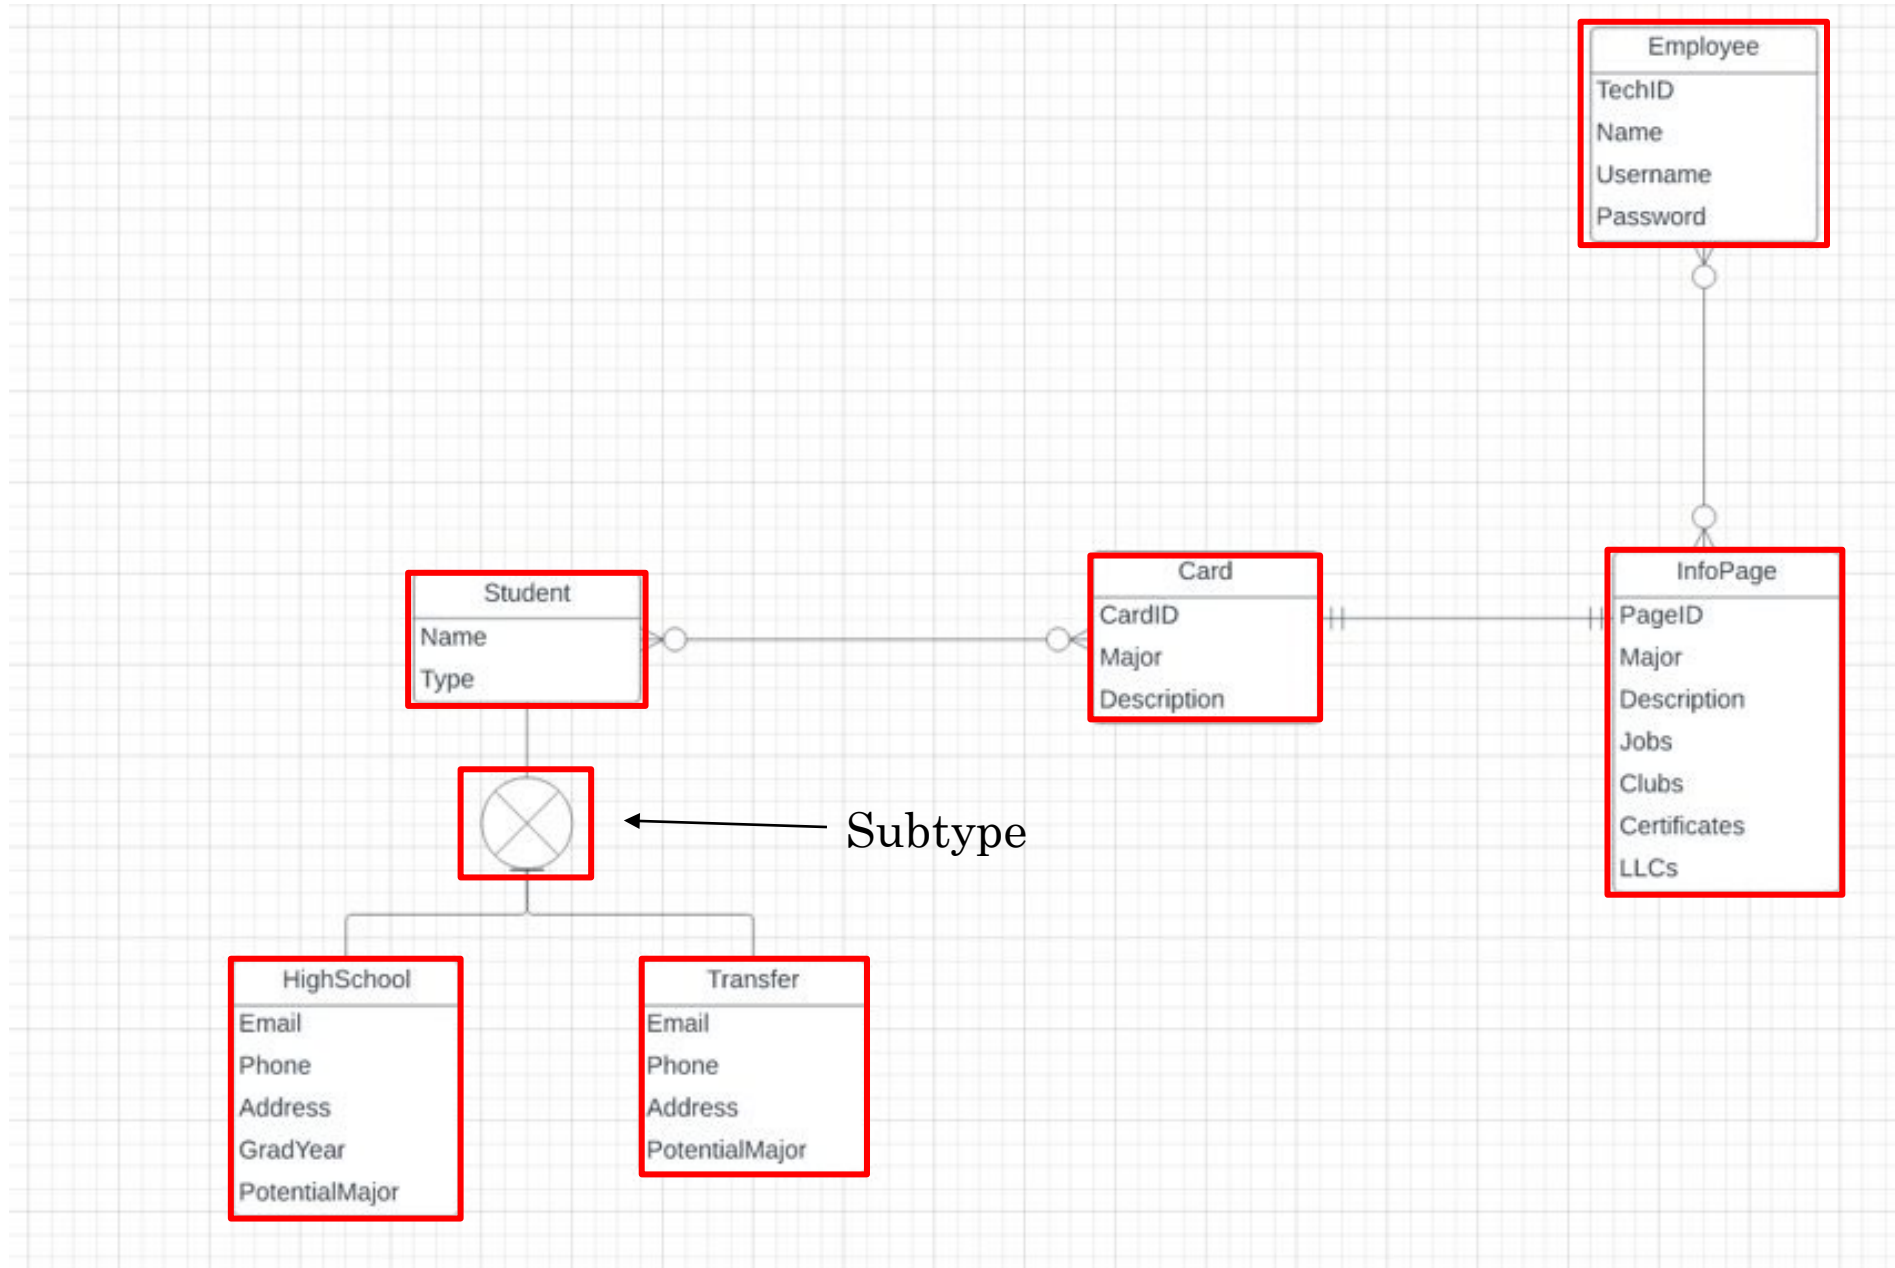 Employee
TechID
Name
Username
Password
Student
Name
Type
Card
CardID
Major
Description
InfoPage
PageID
Major
Description
Jobs
Clubs
Certificates
LLCs
Subtype
HighSchool
Email
Phone
Address
GradYear
PotentialMajor
Transfer
Email
Phone
Address
PotentialMajor